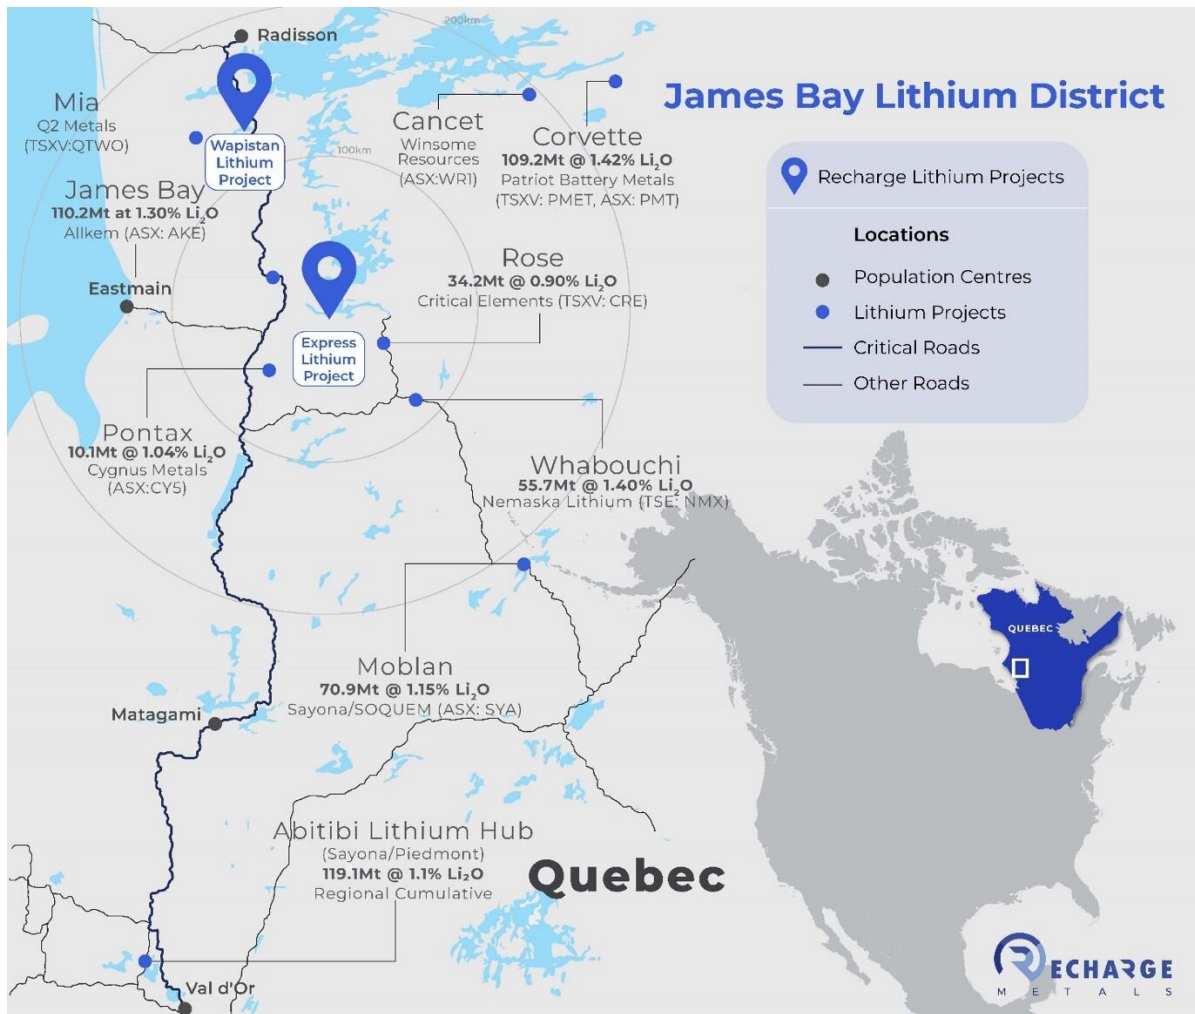 200km
Radisson
James Bay Lithium District
Mia
Q2 Metals
(TSXV:QTWO)
Wapistan
Lithium
Project
100km
Cancet
Winsome
Resources
(ASX:WR1)
Corvette
109.2Mt @ 1.42% Li₂O
Patriot Battery Metals
(TSXV: PMET, ASX: PMT)
Recharge Lithium Projects
Locations
Population Centres
Lithium Projects
Critical Roads
Other Roads
James Bay
110.2Mt at 1.30% Li₂O
Allkem (ASX: AKE)
Eastmain
Rose
34.2Mt @ 0.90% Li₂O
Critical Elements (TSXV: CRE)
Express
Lithium
Project
Pontax
10.1Mt @ 1.04% Li₂O
Cygnus Metals
(ASX:CY5)
Whabouchi
55.7Mt @ 1.40% Li₂O
Nemaska Lithium (TSE: NMX)
QUEBEC
Moblan
70.9Mt @ 1.15% Li₂O
Sayona/SOQUEM (ASX: SYA)
Matagami
Abitibi Lithium Hub
(Sayona/Piedmont)
119.1Mt @ 1.1% Li₂O
Regional Cumulative
Quebec
Val d'Or
RECHARGE
METALS